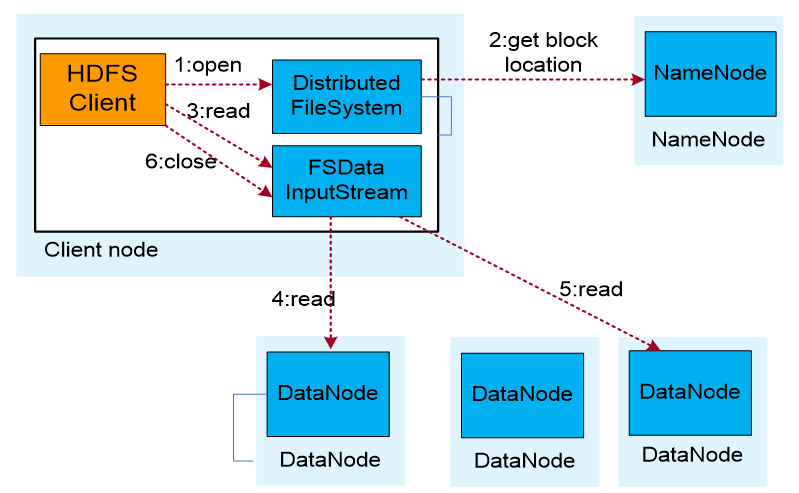 HDFS
Client
1:open
Distributed
FileSystem
2:get block
location
NameNode
NameNode
3:read
6:close
FSData
InputStream
Client node
4:read
5:read
DataNode
DataNode
DataNode
DataNode
DataNode
DataNode